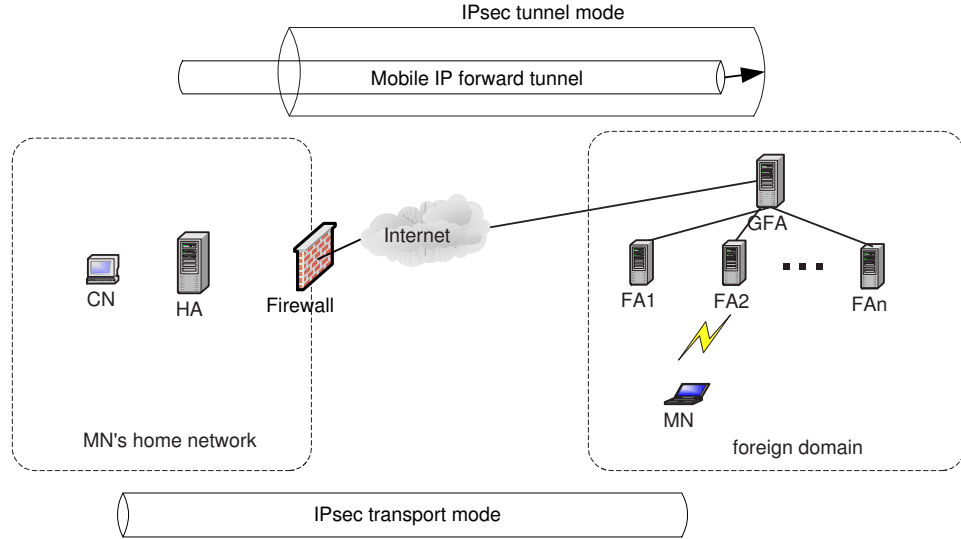 IPsec tunnel mode
Mobile IP forward tunnel
Internet
GFA
CN
HA
Firewall
FA1
FA2
FAn
MN
MN's home network
foreign domain
IPsec transport mode